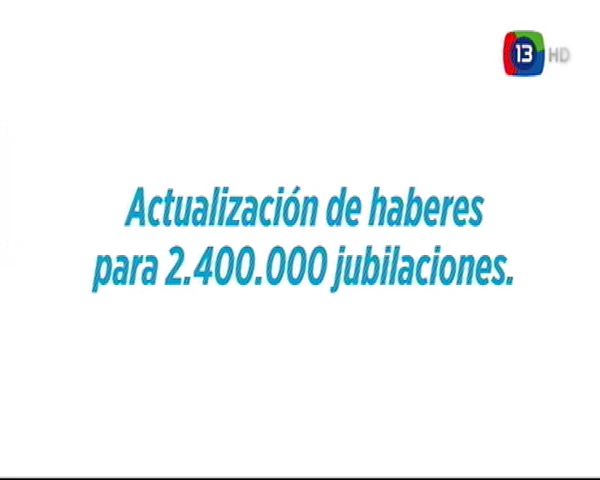 13 HD
Actualización de haberes
para 2.400.000 jubilaciones.